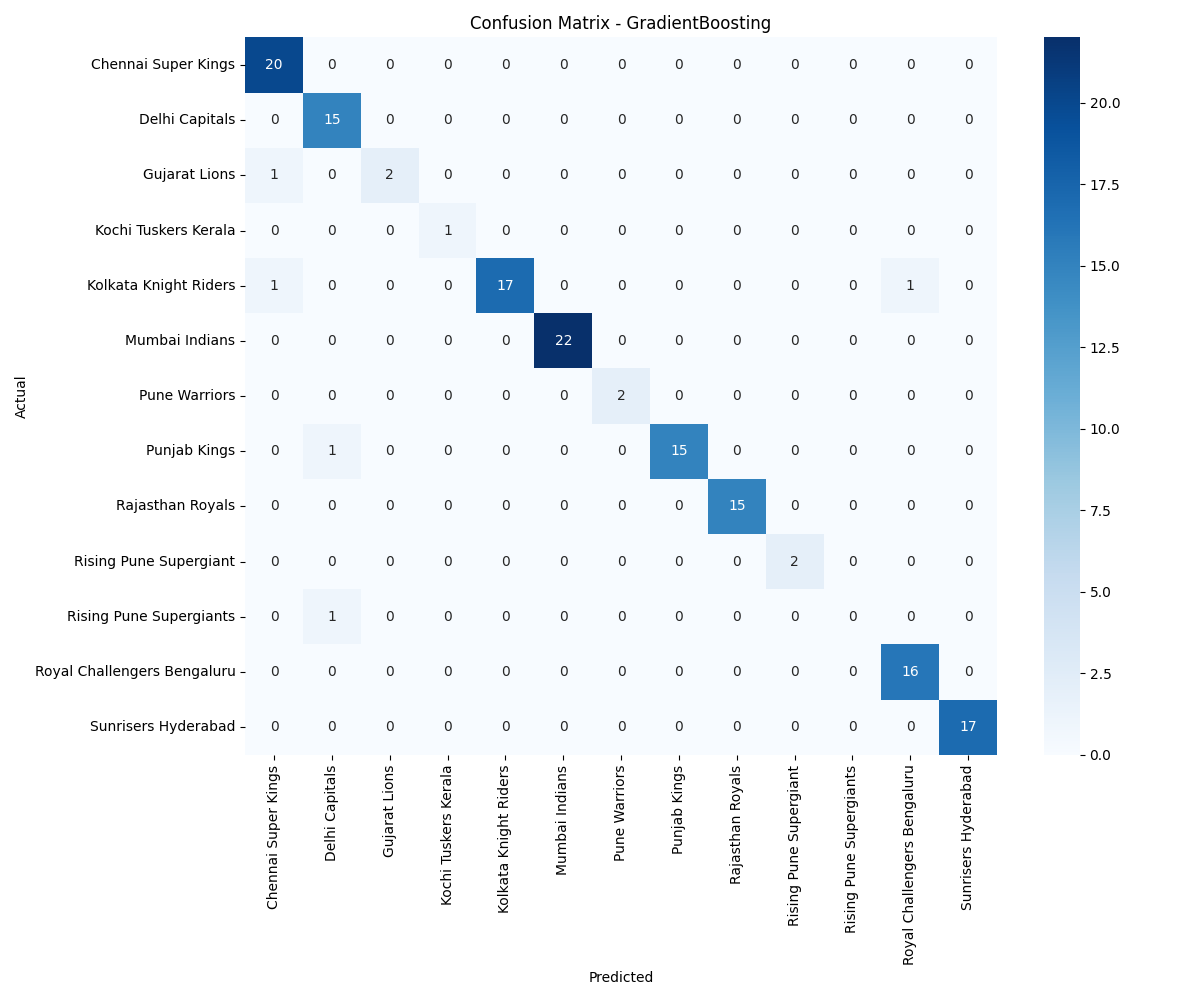 Confusion Matrix - GradientBoosting
Chennai Super Kings 20 0 0 0 0 0 0 0 0 0 0 0 0
Delhi Capitals 0 15 0 0 0 0 0 0 0 0 0 0 0
Gujarat Lions 1 0 2 0 0 0 0 0 0 0 0 0 0
Kochi Tuskers Kerala 0 0 0 1 0 0 0 0 0 0 0 0 0
Kolkata Knight Riders 1 0 0 0 17 0 0 0 0 0 0 1 0
Mumbai Indians 0 0 0 0 0 22 0 0 0 0 0 0 0
Pune Warriors 0 0 0 0 0 0 2 0 0 0 0 0 0
Punjab Kings 0 1 0 0 0 0 0 15 0 0 0 0 0
Rajasthan Royals 0 0 0 0 0 0 0 0 15 0 0 0 0
Rising Pune Supergiant 0 0 0 0 0 0 0 0 0 2 0 0 0
Rising Pune Supergiants 0 1 0 0 0 0 0 0 0 0 0 0 0
Royal Challengers Bengaluru 0 0 0 0 0 0 0 0 0 0 0 16 0
Sunrisers Hyderabad 0 0 0 0 0 0 0 0 0 0 0 0 17
Actual
Chennai Super Kings
Delhi Capitals
Gujarat Lions
Kochi Tuskers Kerala
Kolkata Knight Riders
Mumbai Indians
Pune Warriors
Punjab Kings
Rajasthan Royals
Rising Pune Supergiant
Rising Pune Supergiants
Royal Challengers Bengaluru
Sunrisers Hyderabad
Predicted
20.0
17.5
15.0
12.5
10.0
7.5
5.0
2.5
0.0